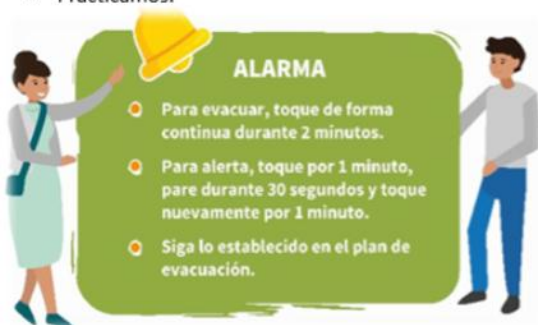 Practicamos.
ALARMA
Para evacuar, toque de forma
continua durante 2 minutos.
Para alerta, toque por 1 minuto,
pare durante 30 segundos y toque
nuevamente por 1 minuto.
Siga lo establecido en el plan de
evacuación.